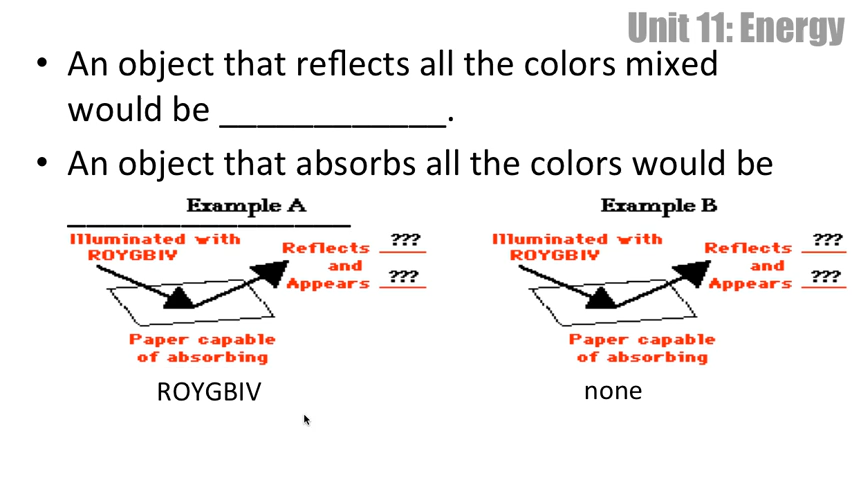 Unit 11: Energy
• An object that reflects all the colors mixed
would be ____________.
• An object that absorbs all the colors would be
_______________
Example A
Illuminated with
ROYGBIV
Reflects ???
and
Appears ???
Paper capable
of absorbing
ROYGBIV
Example B
Illuminated with
ROYGBIV
Reflects ???
and
Appears ???
Paper capable
of absorbing
none